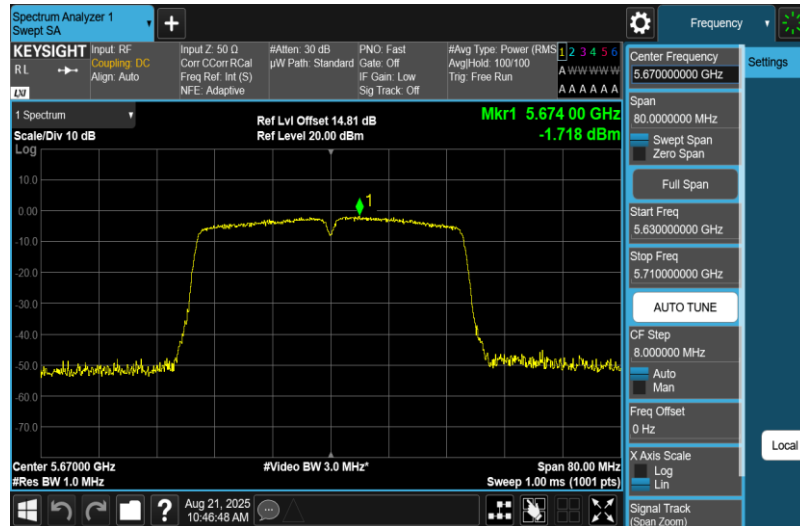 Spectrum Analyzer 1
Swept SA
+
Frequency
KEYSIGHT
RL
LXI
Input: RF
Coupling: DC
Align: Auto
Input Z: 50 Ω
Corr CCorr RCal
Freq Ref: Int (S)
NFE: Adaptive
#Atten: 30 dB
µW Path: Standard
PNO: Fast
Gate: Off
IF Gain: Low
Sig Track: Off
#Avg Type: Power (RMS
Avg|Hold: 100/100
Trig: Free Run
1 2 3 4 5 6
A W W W W W
A A A A A A
1 Spectrum
Scale/Div 10 dB
Log
Ref Lvl Offset 14.81 dB
Ref Level 20.00 dBm
Mkr1 5.674 00 GHz
-1.718 dBm
10.0
0.00
-10.0
-20.0
-30.0
-40.0
-50.0
-60.0
-70.0
1
Center 5.67000 GHz
#Res BW 1.0 MHz
#Video BW 3.0 MHz*
Span 80.00 MHz
Sweep 1.00 ms (1001 pts)
Aug 21, 2025
10:46:48 AM
?
Center Frequency
5.670000000 GHz
Span
80.0000000 MHz
Swept Span
Zero Span
Full Span
Start Freq
5.630000000 GHz
Stop Freq
5.710000000 GHz
AUTO TUNE
CF Step
8.000000 MHz
Auto
Man
Freq Offset
0 Hz
X Axis Scale
Log
Lin
Signal Track
(Span Zoom)
Settings
Local